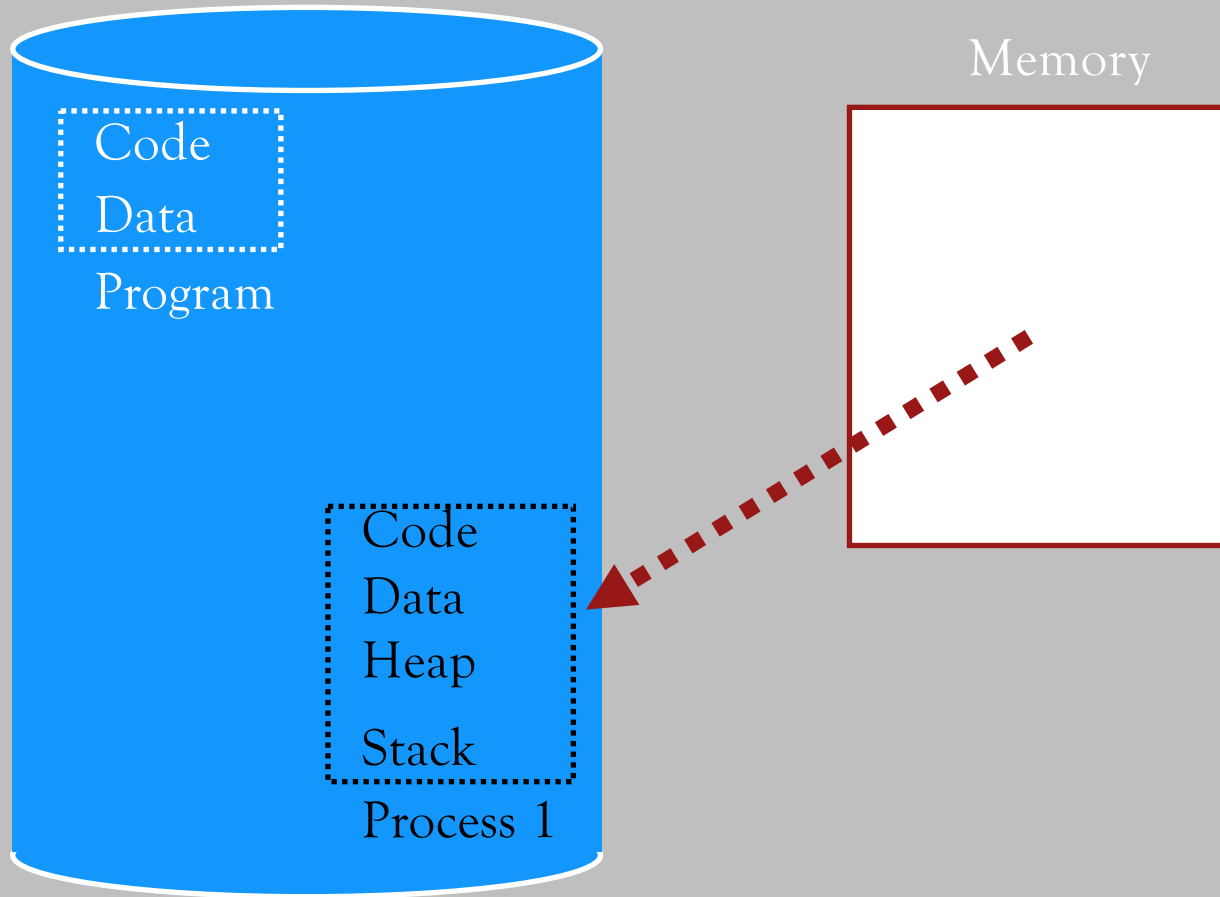 Memory
Code
Data
Program
Code
Data
Heap
Stack
Process 1